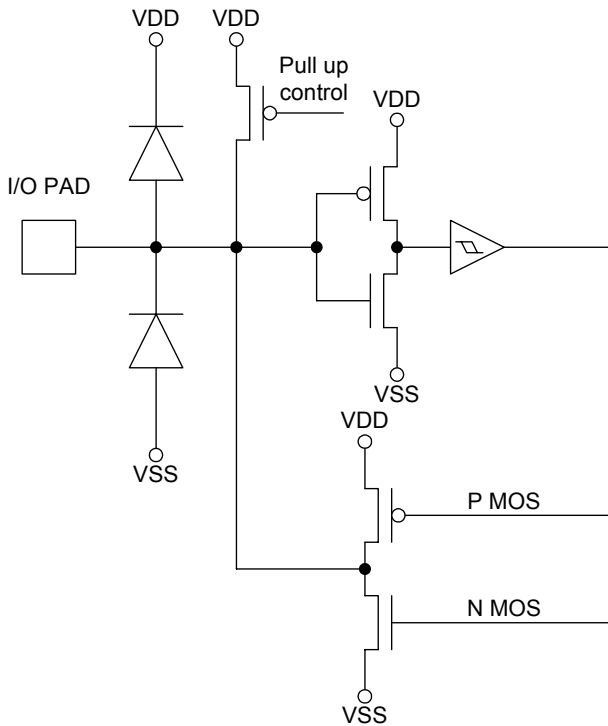 VDD
VDD
Pull up
control
VDD
I/O PAD
VSS
VSS
VDD
P MOS
N MOS
VSS